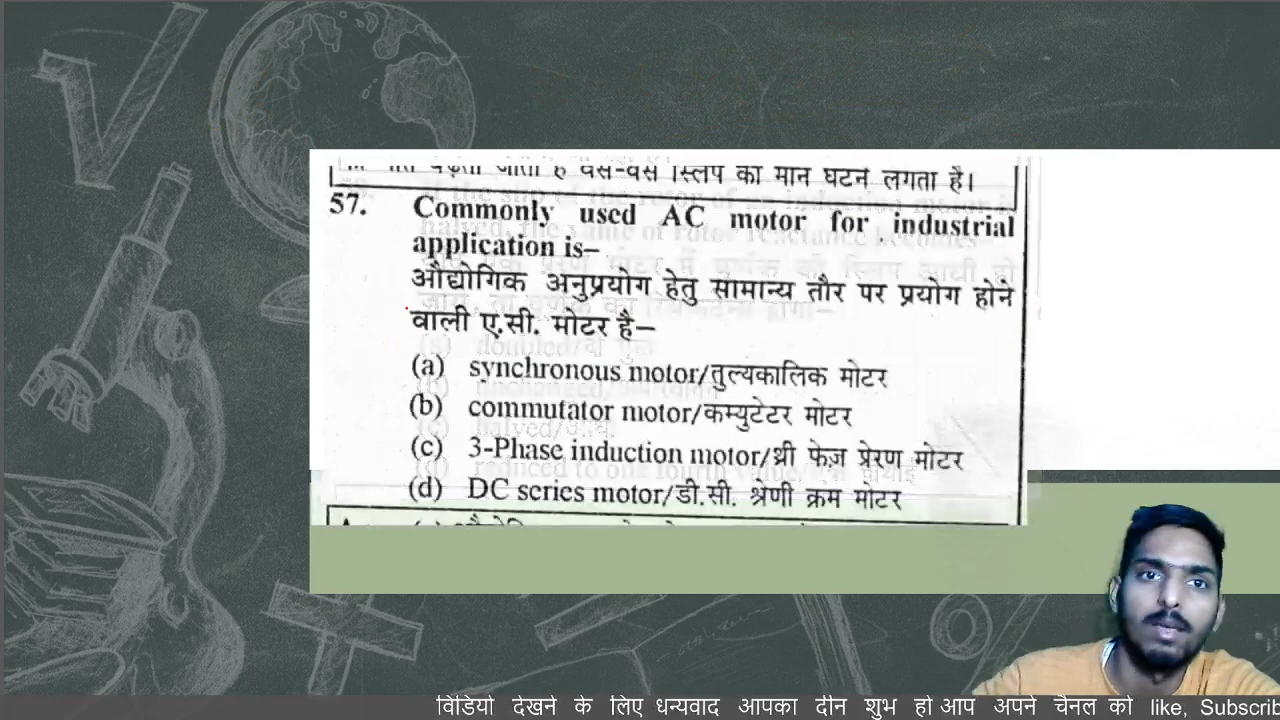 स्लिप का मान घटने लगता है।
57. Commonly used AC motor for industrial
application is–
औद्योगिक अनुप्रयोग हेतु सामान्य तौर पर प्रयोग होने
वाली ए.सी. मोटर है–
(a) synchronous motor/तुल्यकालिक मोटर
(b) commutator motor/कम्युटेटर मोटर
(c) 3-Phase induction motor/थ्री फेज़ प्रेरण मोटर
(d) DC series motor/डी.सी. श्रेणी क्रम मोटर
विडियो देखने के लिए धन्यवाद आपका दीन शुभ हो आप अपने चैनल को like, Subscrib